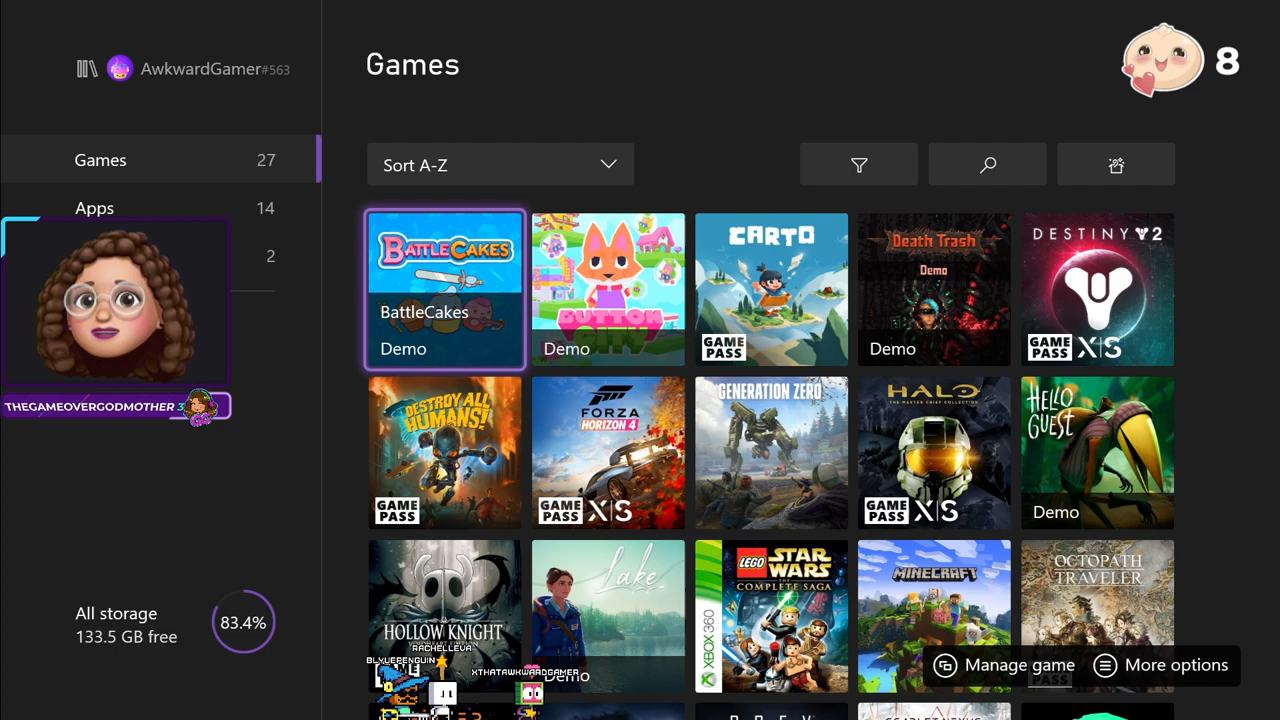 AwkwardGamer#563
Games
8
Games 27
Sort A-Z
Apps 14
2
BATTLECAKES
BattleCakes
Demo
BUTTON CITY
Demo
CARTO
GAME PASS
Death Trash
Demo
Demo
DESTINY 2
GAME PASS X|S
THEGAMEOVERGODMOTHER
DESTROY ALL HUMANS!
GAME PASS
FORZA HORIZON 4
GAME PASS X|S
GENERATION ZERO
HALO
THE MASTER CHIEF COLLECTION
GAME PASS X|S
HELLO GUEST
Demo
All storage
133.5 GB free
83.4%
HOLLOW KNIGHT
RACHELLEVA
BLYUEPENGUIN
XTHATAWKWARDGAMER
Lake
Demo
LEGO STAR WARS
THE COMPLETE SAGA
XBOX 360
MINECRAFT
OCTOPATH TRAVELER
Manage game
More options